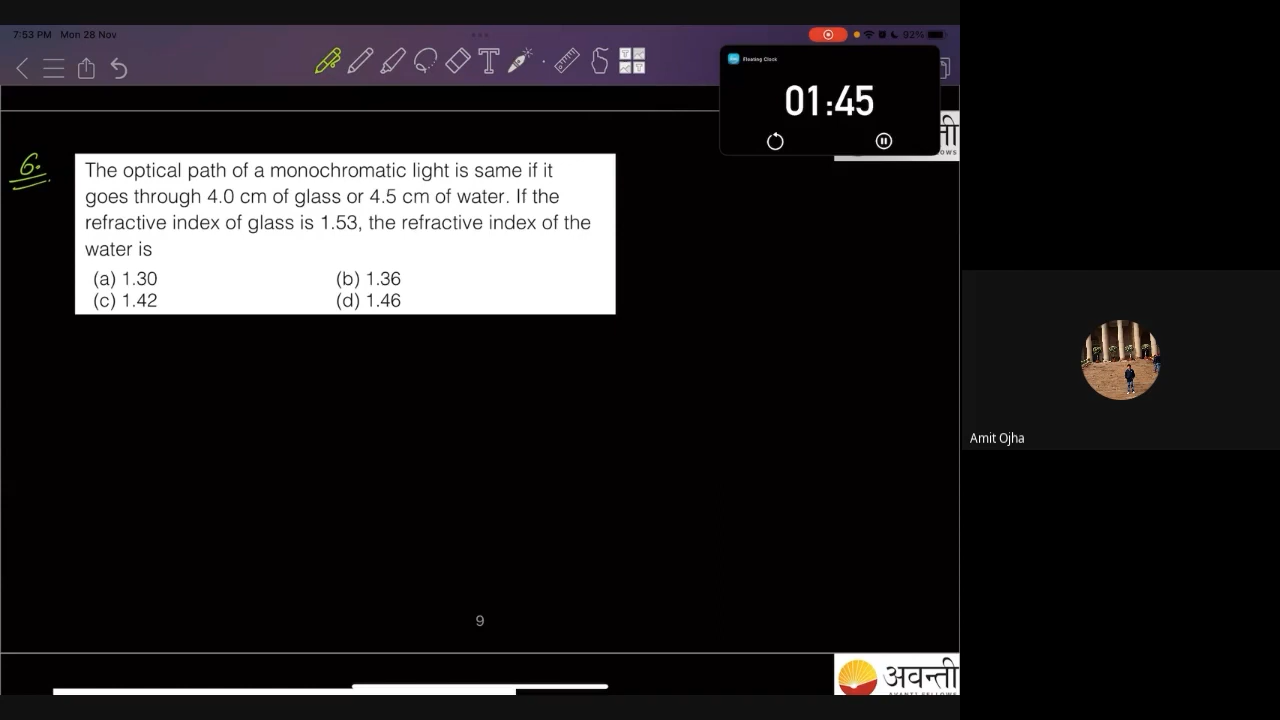 7:53 PM Mon 28 Nov
92%
Floating Clock
01:45
6.
The optical path of a monochromatic light is same if it
goes through 4.0 cm of glass or 4.5 cm of water. If the
refractive index of glass is 1.53, the refractive index of the
water is
(a) 1.30 (b) 1.36
(c) 1.42 (d) 1.46
Amit Ojha
9
अवन्ती
AVANTI FELLOWS